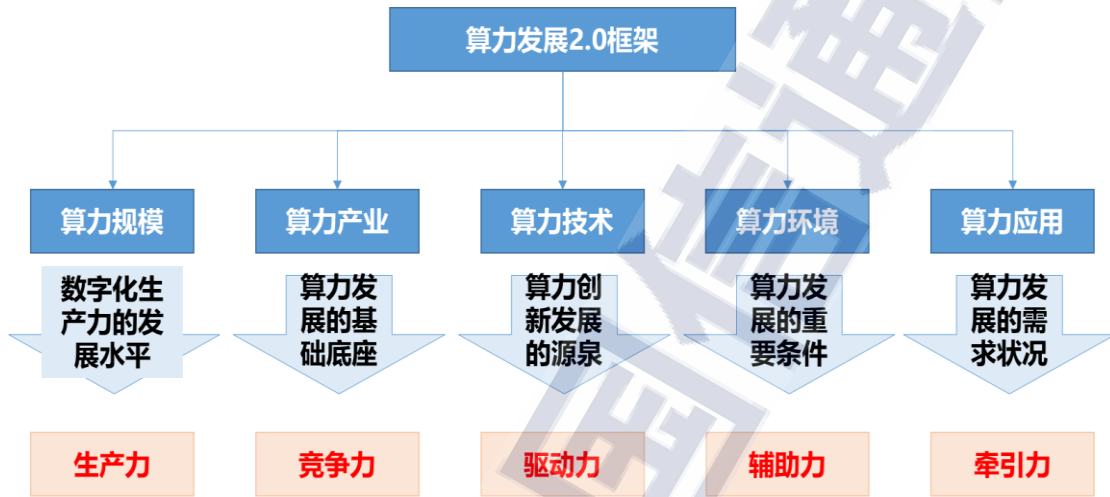 算力发展2.0框架
算力规模
算力产业
算力技术
算力环境
算力应用
数字化生
产力的发
展水平
算力发
展的基
础底座
算力创
新发展
的源泉
算力发
展的重
要条件
算力发
展的需
求状况
生产力
竞争力
驱动力
辅助力
牵引力